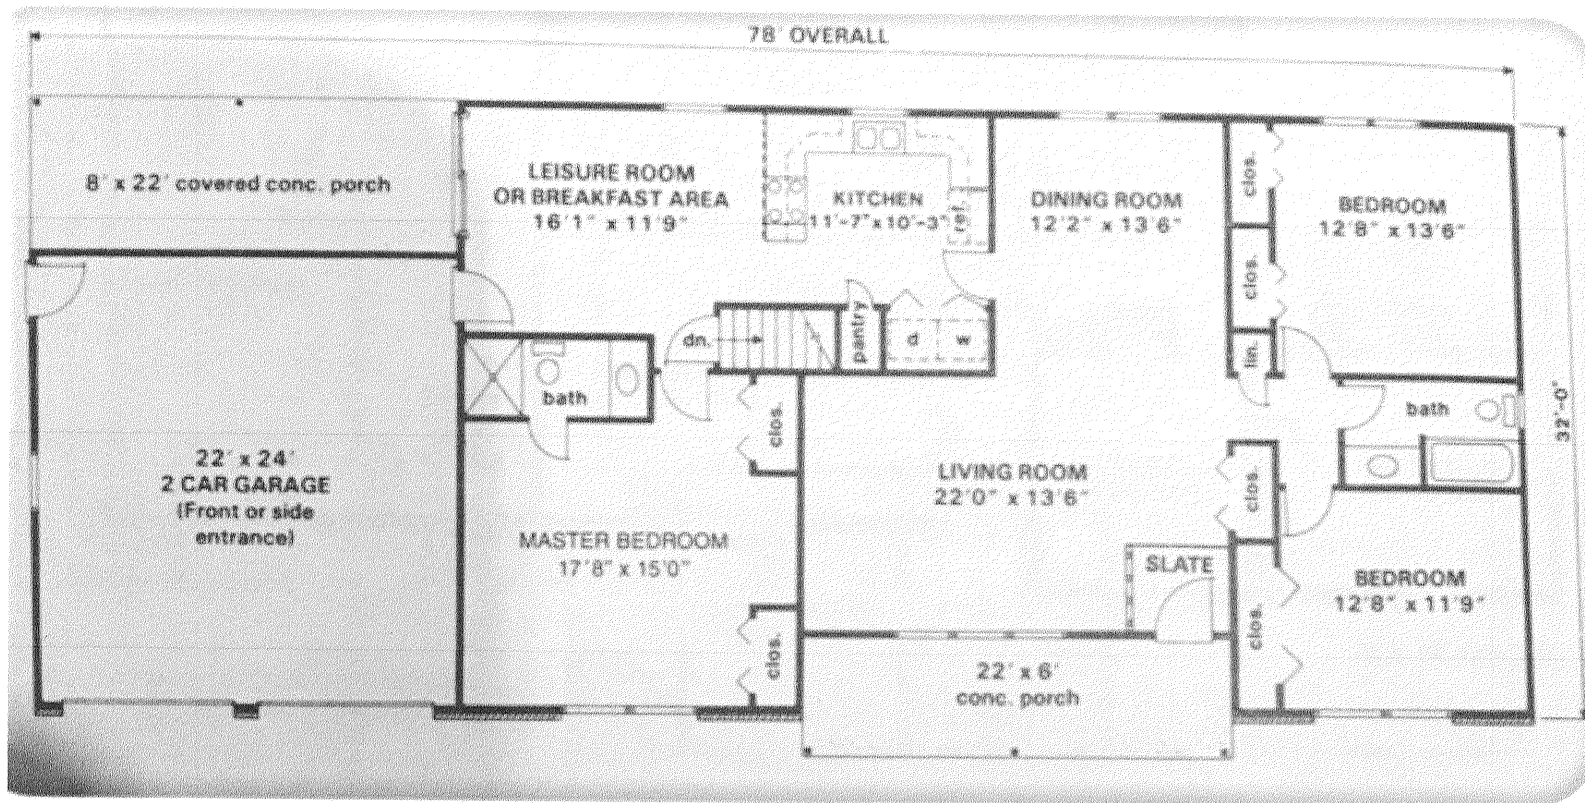 78' OVERALL
8' x 22' covered conc. porch
LEISURE ROOM
OR BREAKFAST AREA
16'1" x 11'9"
KITCHEN
11'-7" x 10'-3"
ref.
DINING ROOM
12'2" x 13'6"
clos.
BEDROOM
12'8" x 13'6"
clos.
lin.
dn.
pantry
d
w
bath
clos.
bath
32'-0"
22' x 24'
2 CAR GARAGE
(Front or side
entrance)
LIVING ROOM
22'0" x 13'6"
clos.
MASTER BEDROOM
17'8" x 15'0"
SLATE
BEDROOM
12'8" x 11'9"
clos.
clos.
22' x 6'
conc. porch